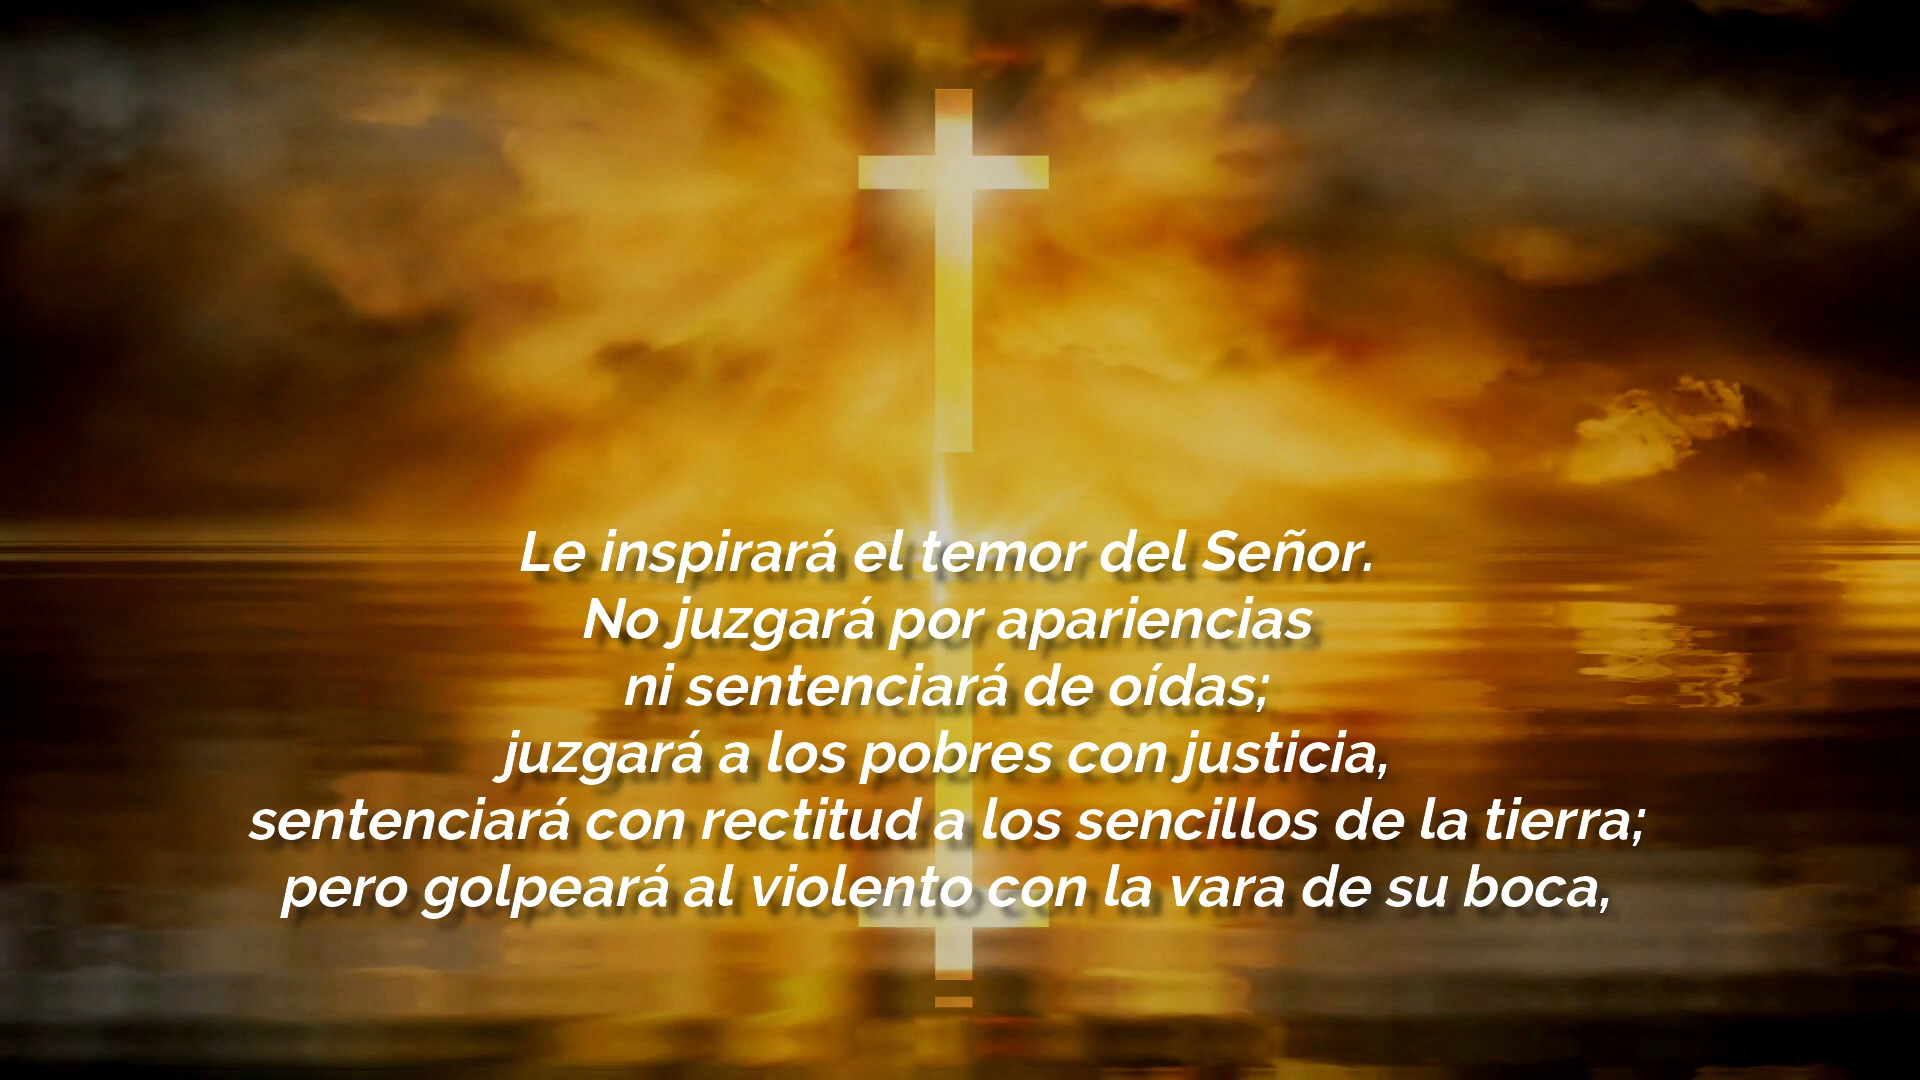 Le inspirará el temor del Señor.
No juzgará por apariencias
ni sentenciará de oídas;
juzgará a los pobres con justicia,
sentenciará con rectitud a los sencillos de la tierra;
pero golpeará al violento con la vara de su boca,